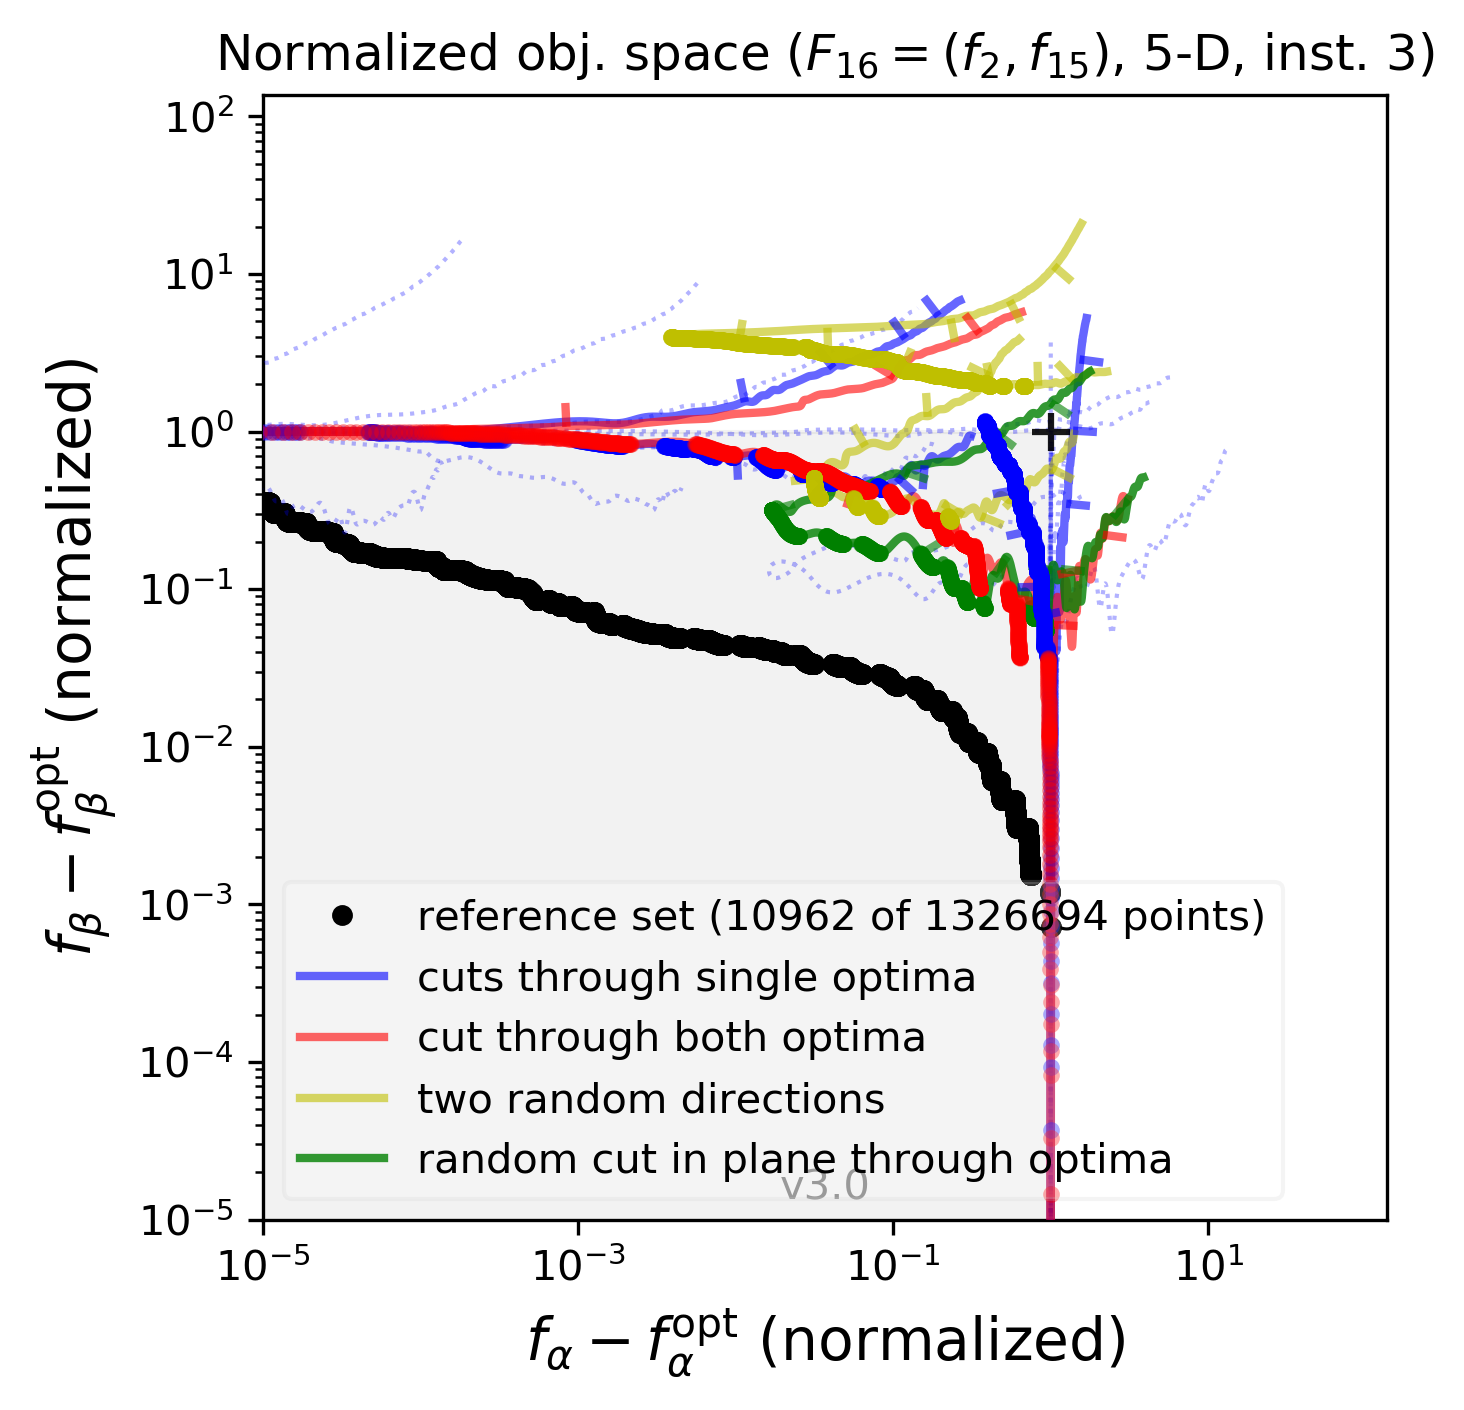 Normalized obj. space (F₁₆ = (f₂, f₁₅), 5-D, inst. 3)
f_β − f_β^opt (normalized)
10²
10¹
10⁰
10⁻¹
10⁻²
10⁻³
10⁻⁴
10⁻⁵
reference set (10962 of 1326694 points)
cuts through single optima
cut through both optima
two random directions
random cut in plane through optima
v3.0
10⁻⁵ 10⁻³ 10⁻¹ 10¹
f_α − f_α^opt (normalized)